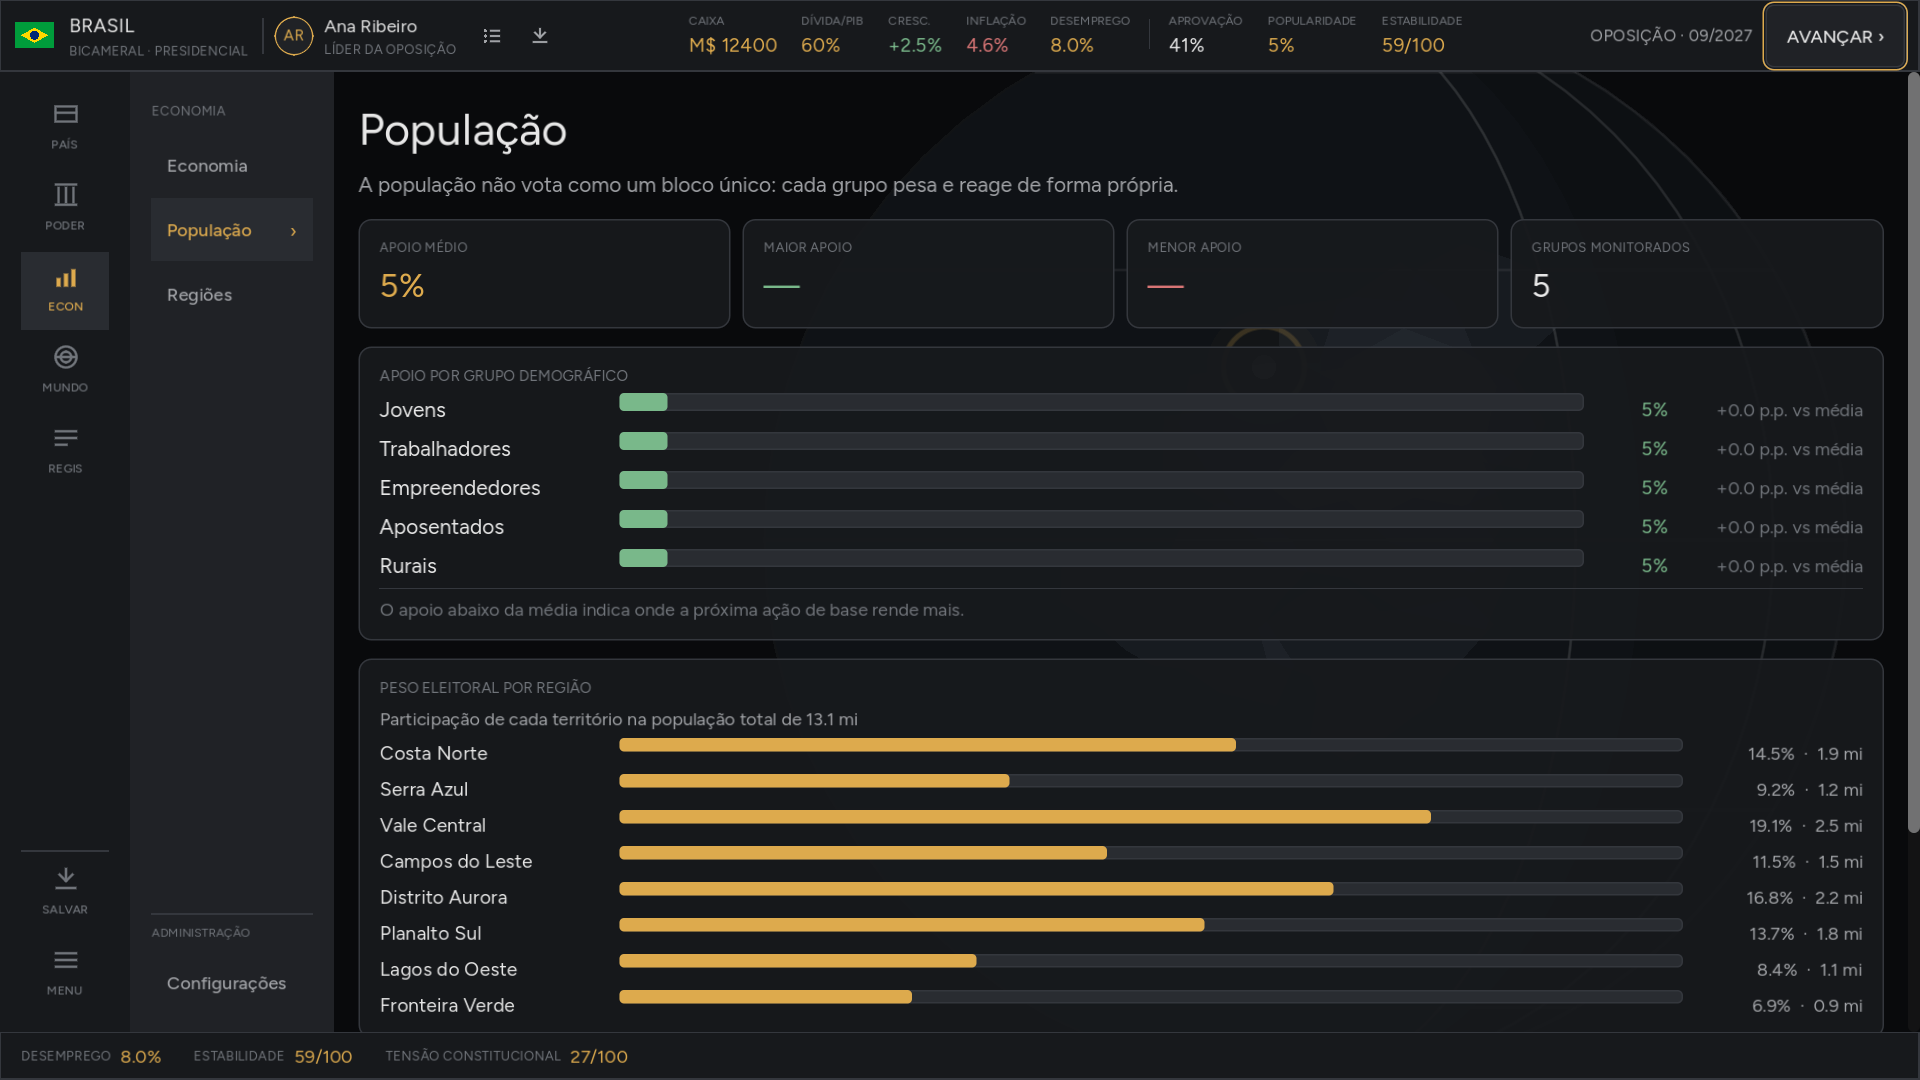 BRASIL
BICAMERAL · PRESIDENCIAL
AR
Ana Ribeiro
LÍDER DA OPOSIÇÃO
CAIXA
M$ 12400
DÍVIDA/PIB
60%
CRESC.
+2.5%
INFLAÇÃO
4.6%
DESEMPREGO
8.0%
APROVAÇÃO
41%
POPULARIDADE
5%
ESTABILIDADE
59/100
OPOSIÇÃO · 09/2027
AVANÇAR ›
PAÍS
PODER
ECON
MUNDO
REGIS
SALVAR
MENU
ECONOMIA
Economia
População ›
Regiões
ADMINISTRAÇÃO
Configurações
População
A população não vota como um bloco único: cada grupo pesa e reage de forma própria.
APOIO MÉDIO
5%
MAIOR APOIO
—
MENOR APOIO
—
GRUPOS MONITORADOS
5
APOIO POR GRUPO DEMOGRÁFICO
Jovens 5% +0.0 p.p. vs média
Trabalhadores 5% +0.0 p.p. vs média
Empreendedores 5% +0.0 p.p. vs média
Aposentados 5% +0.0 p.p. vs média
Rurais 5% +0.0 p.p. vs média
O apoio abaixo da média indica onde a próxima ação de base rende mais.
PESO ELEITORAL POR REGIÃO
Participação de cada território na população total de 13.1 mi
Costa Norte 14.5% · 1.9 mi
Serra Azul 9.2% · 1.2 mi
Vale Central 19.1% · 2.5 mi
Campos do Leste 11.5% · 1.5 mi
Distrito Aurora 16.8% · 2.2 mi
Planalto Sul 13.7% · 1.8 mi
Lagos do Oeste 8.4% · 1.1 mi
Fronteira Verde 6.9% · 0.9 mi
DESEMPREGO 8.0% ESTABILIDADE 59/100 TENSÃO CONSTITUCIONAL 27/100